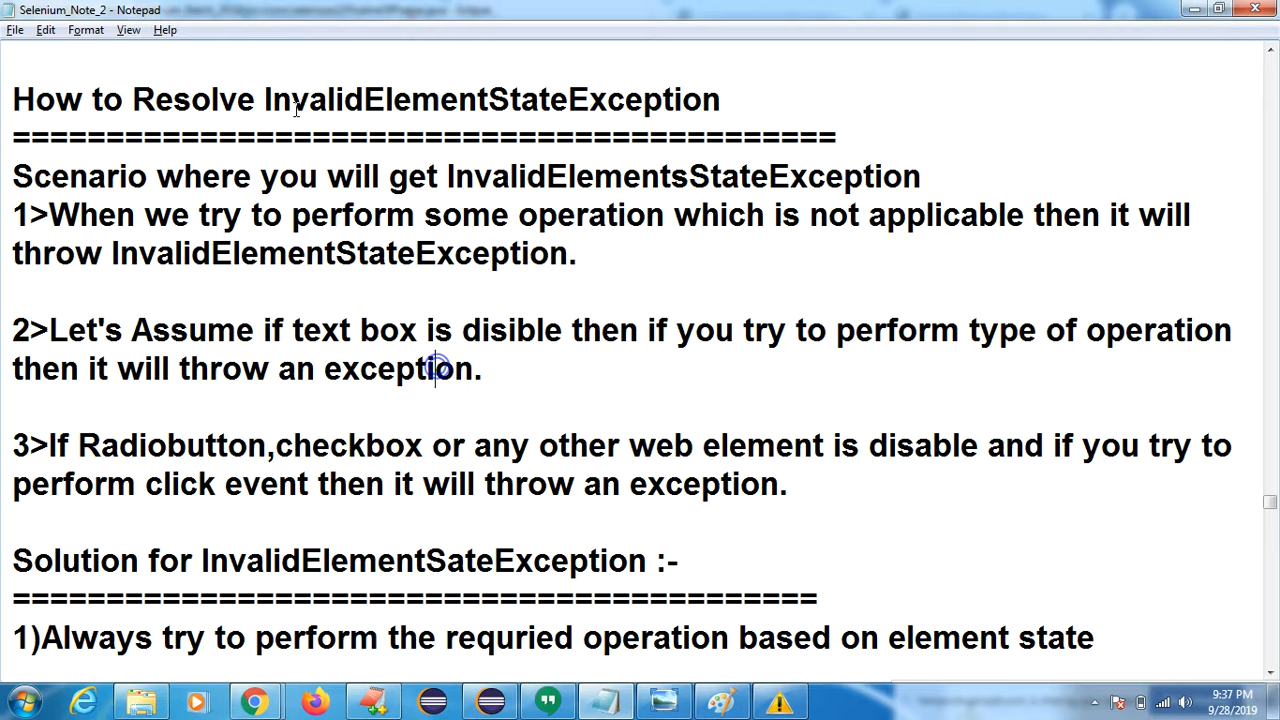 Selenium_Note_2 - Notepad
File Edit Format View Help
How to Resolve InvalidElementStateException
============================================
Scenario where you will get InvalidElementsStateException
1>When we try to perform some operation which is not applicable then it will
throw InvalidElementStateException.
2>Let's Assume if text box is disible then if you try to perform type of operation
then it will throw an exception.
3>If Radiobutton,checkbox or any other web element is disable and if you try to
perform click event then it will throw an exception.
Solution for InvalidElementSateException :-
===========================================
1)Always try to perform the requried operation based on element state
9:37 PM
9/28/2019